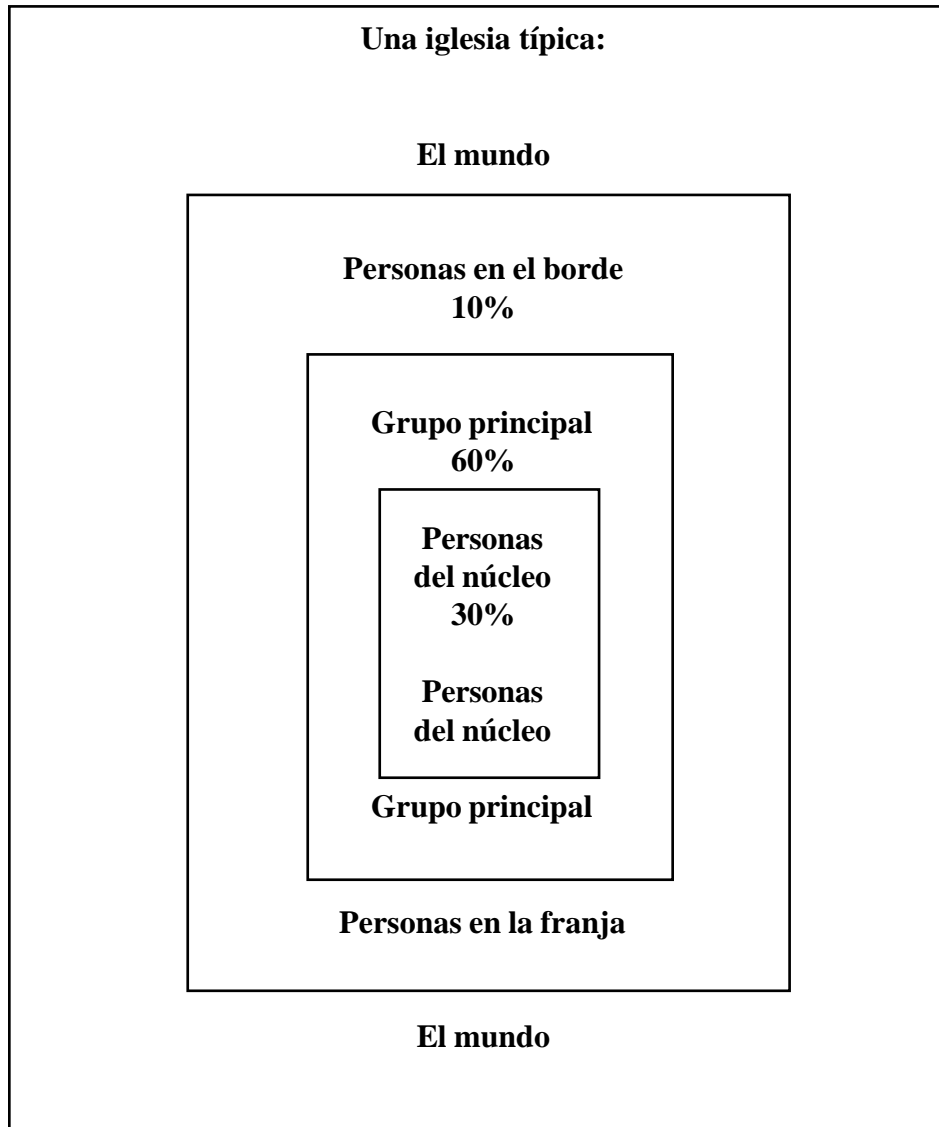 Una iglesia típica:
El mundo
Personas en el borde
10%
Grupo principal
60%
Personas
del núcleo
30%
Personas
del núcleo
Grupo principal
Personas en la franja
El mundo